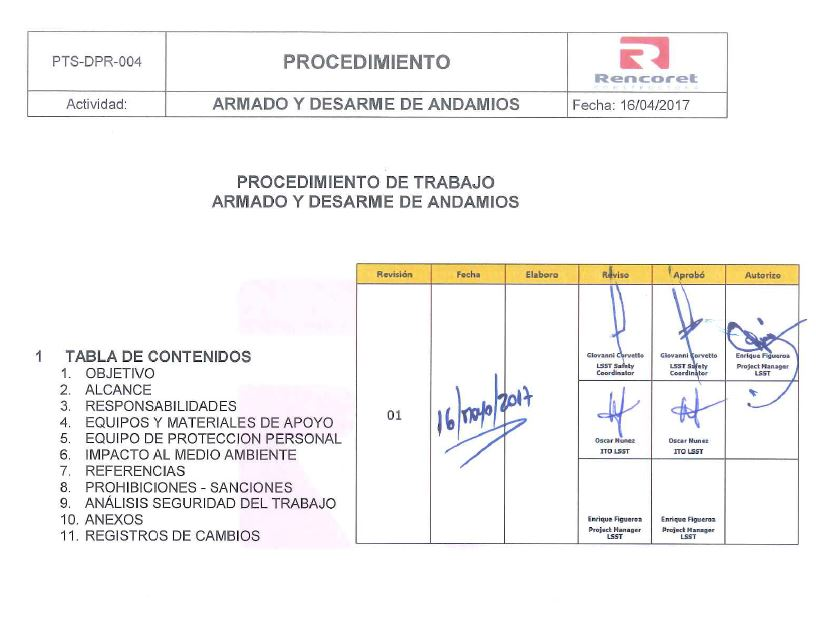 PTS-DPR-004
PROCEDIMIENTO
Rencoret
CONSTRUCTORA
Actividad:
ARMADO Y DESARME DE ANDAMIOS
Fecha: 16/04/2017
PROCEDIMIENTO DE TRABAJO
ARMADO Y DESARME DE ANDAMIOS
1 TABLA DE CONTENIDOS
1. OBJETIVO
2. ALCANCE
3. RESPONSABILIDADES
4. EQUIPOS Y MATERIALES DE APOYO
5. EQUIPO DE PROTECCION PERSONAL
6. IMPACTO AL MEDIO AMBIENTE
7. REFERENCIAS
8. PROHIBICIONES - SANCIONES
9. ANÁLISIS SEGURIDAD DEL TRABAJO
10. ANEXOS
11. REGISTROS DE CAMBIOS
Revisión Fecha Elaboro Reviso Aprobó Autorizo
01
16/mayo/2017
Giovanni Corvetto
LSST Safety
Coordinator
Giovanni Corvetto
LSST Safety
Coordinator
Enrique Figueroa
Project Manager
LSST
Oscar Nunez
ITO LSST
Oscar Nunez
ITO LSST
Enrique Figueroa
Project Manager
LSST
Enrique Figueroa
Project Manager
LSST